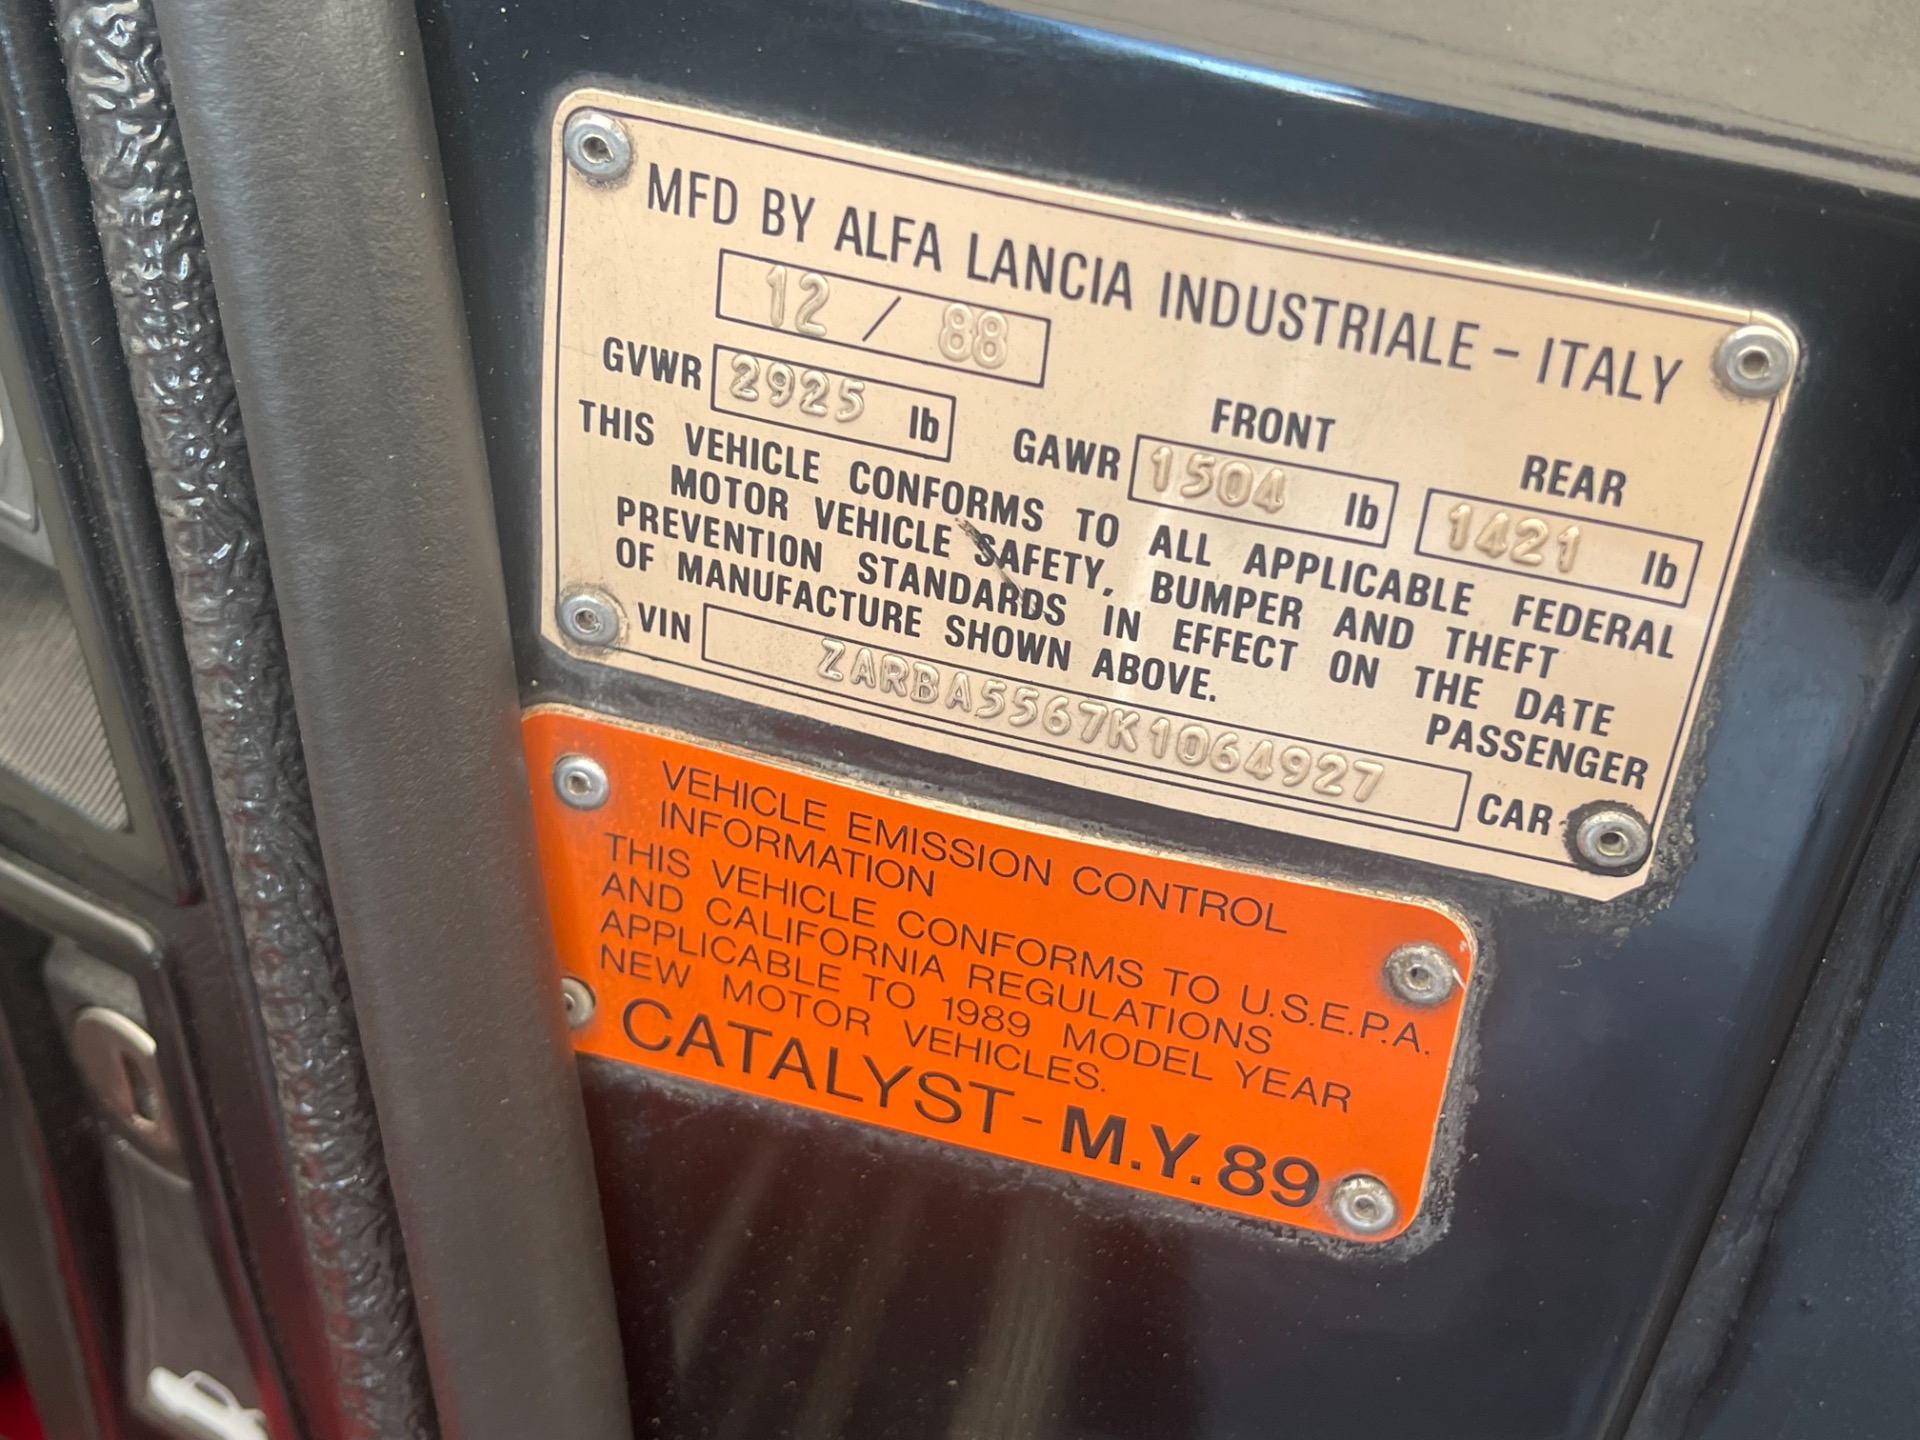 MFD BY ALFA LANCIA INDUSTRIALE - ITALY
12 / 88
GVWR 2925 lb GAWR FRONT 1504 lb REAR 1421 lb
THIS VEHICLE CONFORMS TO ALL APPLICABLE FEDERAL
MOTOR VEHICLE SAFETY, BUMPER AND THEFT
PREVENTION STANDARDS IN EFFECT ON THE DATE
OF MANUFACTURE SHOWN ABOVE.
VIN ZARBA5567K1064927 PASSENGER CAR
VEHICLE EMISSION CONTROL
INFORMATION
THIS VEHICLE CONFORMS TO U.S.E.P.A.
AND CALIFORNIA REGULATIONS
APPLICABLE TO 1989 MODEL YEAR
NEW MOTOR VEHICLES.
CATALYST - M.Y. 89